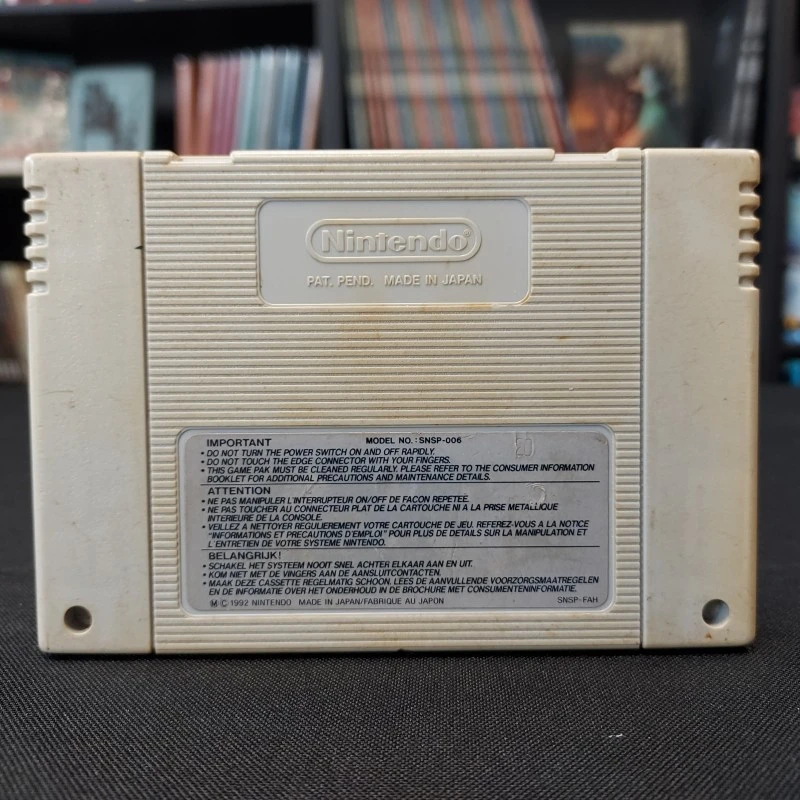 Nintendo®
PAT. PEND. MADE IN JAPAN
IMPORTANT MODEL NO.: SNSP-006
• DO NOT TURN THE POWER SWITCH ON AND OFF RAPIDLY.
• DO NOT TOUCH THE EDGE CONNECTOR WITH YOUR FINGERS.
• THIS GAME PAK MUST BE CLEANED REGULARLY. PLEASE REFER TO THE CONSUMER INFORMATION
BOOKLET FOR ADDITIONAL PRECAUTIONS AND MAINTENANCE DETAILS.
ATTENTION
• NE PAS MANIPULER L'INTERRUPTEUR ON/OFF DE FACON REPETEE.
• NE PAS TOUCHER AU CONNECTEUR PLAT DE LA CARTOUCHE NI A LA PRISE METALLIQUE
INTERIEURE DE LA CONSOLE.
• VEILLEZ A NETTOYER REGULIEREMENT VOTRE CARTOUCHE DE JEU. REFEREZ-VOUS A LA NOTICE
"INFORMATIONS ET PRECAUTIONS D'EMPLOI" POUR PLUS DE DETAILS SUR LA MANIPULATION ET
L'ENTRETIEN DE VOTRE SYSTEME NINTENDO.
BELANGRIJK!
• SCHAKEL HET SYSTEEM NOOIT SNEL ACHTER ELKAAR AAN EN UIT.
• KOM NIET MET DE VINGERS AAN DE AANSLUITCONTACTEN.
• MAAK DEZE CASSETTE REGELMATIG SCHOON. LEES DE AANVULLENDE VOORZORGSMAATREGELEN
EN DE INFORMATIE OVER HET ONDERHOUD IN DE BROCHURE MET CONSUMENTENINFORMATIE.
Ⓜ © 1992 NINTENDO MADE IN JAPAN/FABRIQUE AU JAPON SNSP-FAH